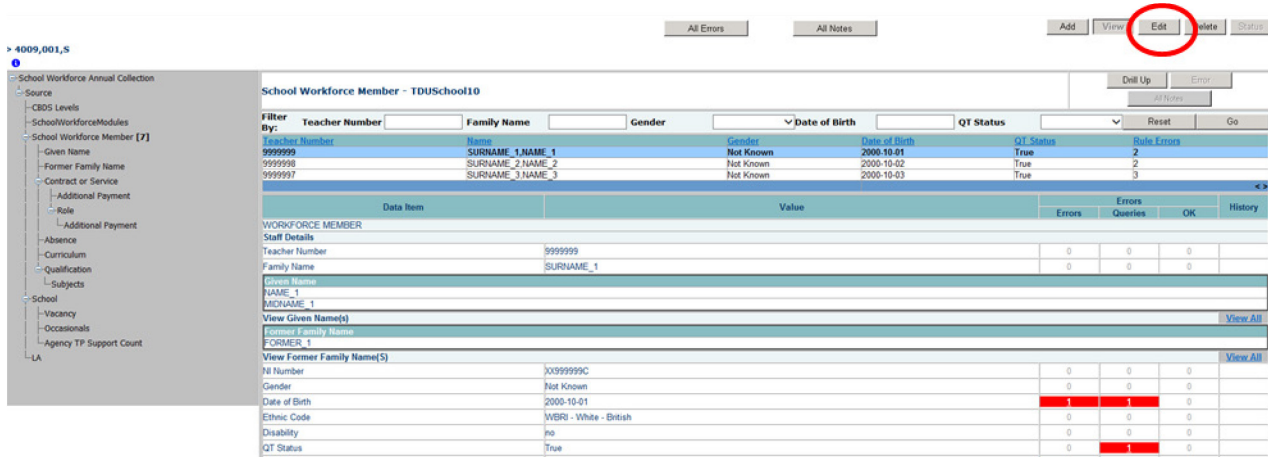 All Errors All Notes Add View Edit Delete Status
> 4009,001,S
School Workforce Annual Collection
Source
CBDS Levels
SchoolWorkforceModules
School Workforce Member [7]
Given Name
Former Family Name
Contract or Service
Additional Payment
Role
Additional Payment
Absence
Curriculum
Qualification
Subjects
School
Vacancy
Occasionals
Agency TP Support Count
LA
School Workforce Member - TDUSchool10
Drill Up Error
All Notes
Filter By: Teacher Number Family Name Gender Date of Birth QT Status Reset Go
Teacher Number Name Gender Date of Birth QT Status Rule Errors
9999999 SURNAME_1,NAME_1 Not Known 2000-10-01 True 2
9999998 SURNAME_2,NAME_2 Not Known 2000-10-02 True 2
9999997 SURNAME_3,NAME_3 Not Known 2000-10-03 True 3
< >
Data Item Value Errors History
Errors Queries OK
WORKFORCE MEMBER
Staff Details
Teacher Number 9999999 0 0 0
Family Name SURNAME_1 0 0 0
Given Name
NAME_1
MIDNAME_1
View Given Name(s) View All
Former Family Name
FORMER_1
View Former Family Name(S) View All
NI Number XX999999C 0 0 0
Gender Not Known 0 0 0
Date of Birth 2000-10-01 1 1 0
Ethnic Code WBRI - White - British 0 0 0
Disability no 0 0 0
QT Status True 0 1 0